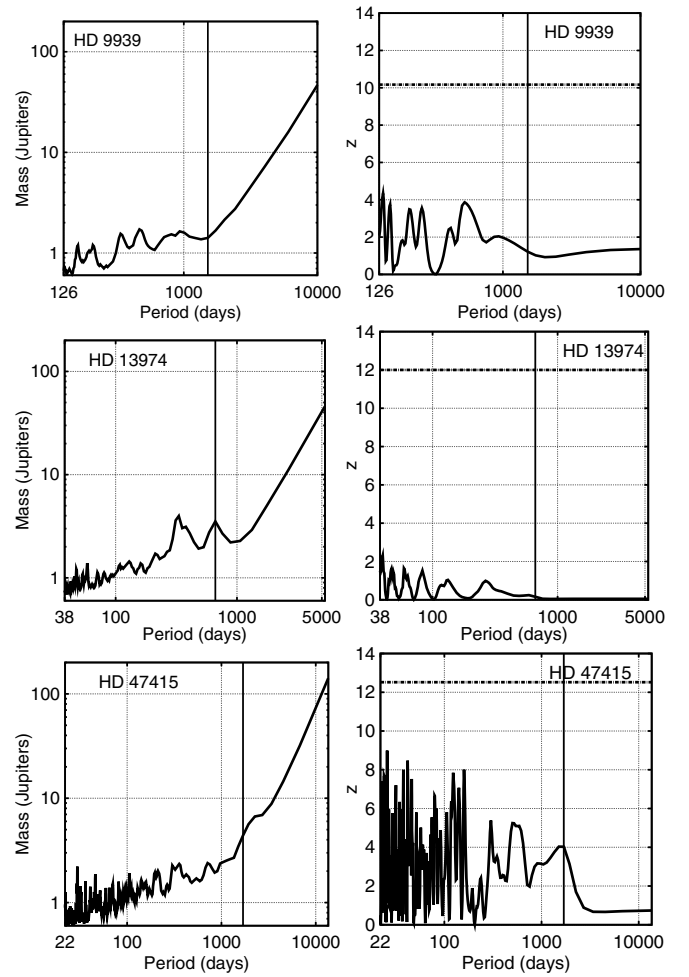 HD 9939
Mass (Jupiters)
100
10
1
126 1000 10000
Period (days)
HD 9939
z
14
12
10
8
6
4
2
0
126 1000 10000
Period (days)
HD 13974
Mass (Jupiters)
100
10
1
38 100 1000 5000
Period (days)
HD 13974
z
14
12
10
8
6
4
2
0
38 100 1000 5000
Period (days)
HD 47415
Mass (Jupiters)
100
10
1
22 100 1000 10000
Period (days)
HD 47415
z
14
12
10
8
6
4
2
0
22 100 1000 10000
Period (days)